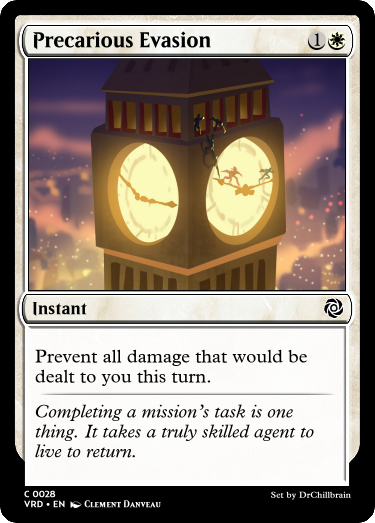 Precarious Evasion 1
Instant
Prevent all damage that would be
dealt to you this turn.
Completing a mission's task is one
thing. It takes a truly skilled agent to
live to return.
C 0028
VRD • EN Clement Danveau
Set by DrChillbrain